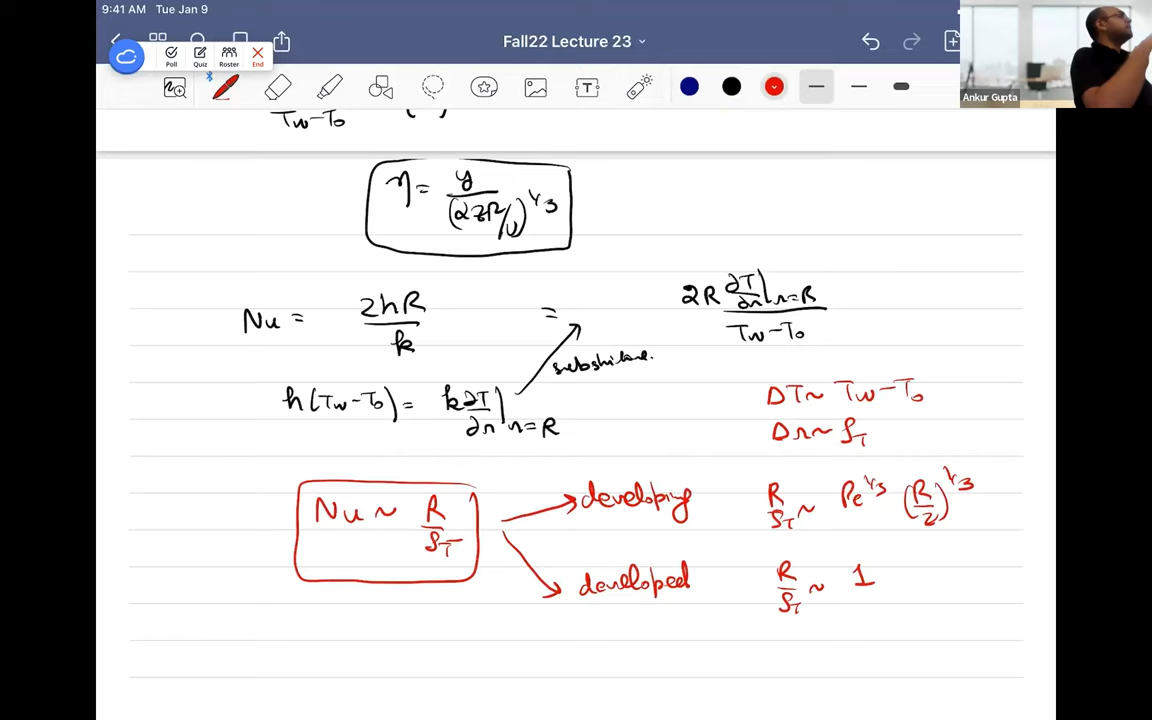 9:41 AM Tue Jan 9
Fall22 Lecture 23
Poll Quiz Roster End
Ankur Gupta
Tw-To
η = y/(αzR/U)^1/3
Nu = 2hR/k = 2R ∂T/∂r|r=R / Tw-To
substitute.
h(Tw-To) = k∂T/∂r|r=R
ΔT ~ Tw-To
Δr ~ δT
Nu ~ R/δT
developing R/δT ~ Pe^1/3 (R/z)^1/3
developed R/δT ~ 1